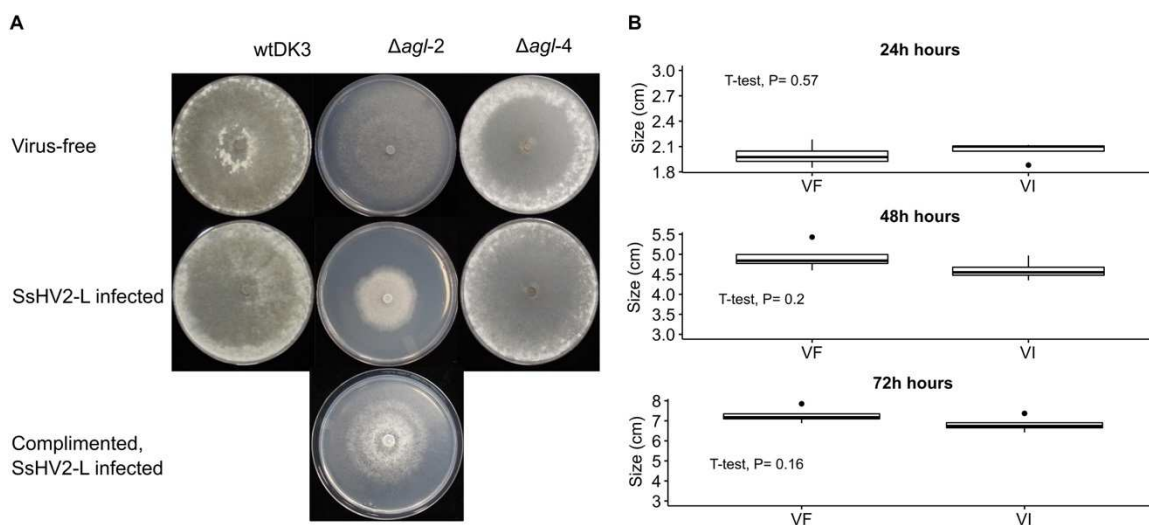 A
wtDK3 Δagl-2 Δagl-4
Virus-free
SsHV2-L infected
Complimented,
SsHV2-L infected
B
24h hours
Size (cm)
3.0
2.7
2.4
2.1
1.8
T-test, P= 0.57
VF VI
48h hours
Size (cm)
5.5
5.0
4.5
4.0
3.5
3.0
T-test, P= 0.2
VF VI
72h hours
Size (cm)
8
7
6
5
4
3
T-test, P= 0.16
VF VI